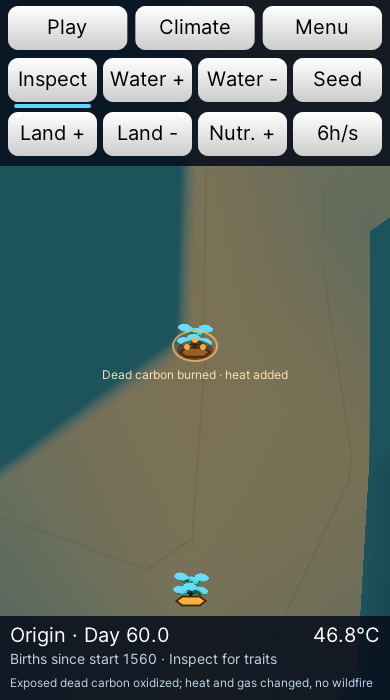 Play Climate Menu
Inspect Water + Water - Seed
Land + Land - Nutr. + 6h/s
Dead carbon burned · heat added
Origin · Day 60.0 46.8°C
Births since start 1560 · Inspect for traits
Exposed dead carbon oxidized; heat and gas changed, no wildfire